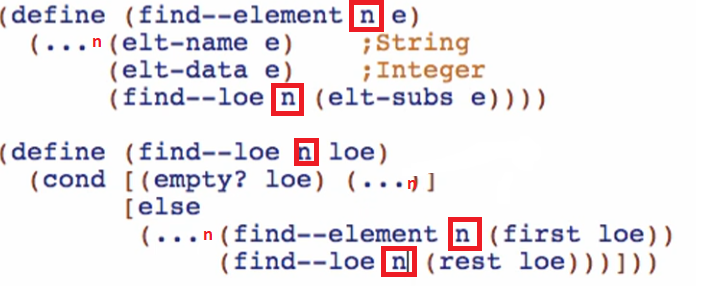 (define (find--element n e)
(... n (elt-name e) ;String
(elt-data e) ;Integer
(find--loe n (elt-subs e))))
(define (find--loe n loe)
(cond [(empty? loe) (... n) ]
[else
(... n (find--element n (first loe))
(find--loe n (rest loe)))]))